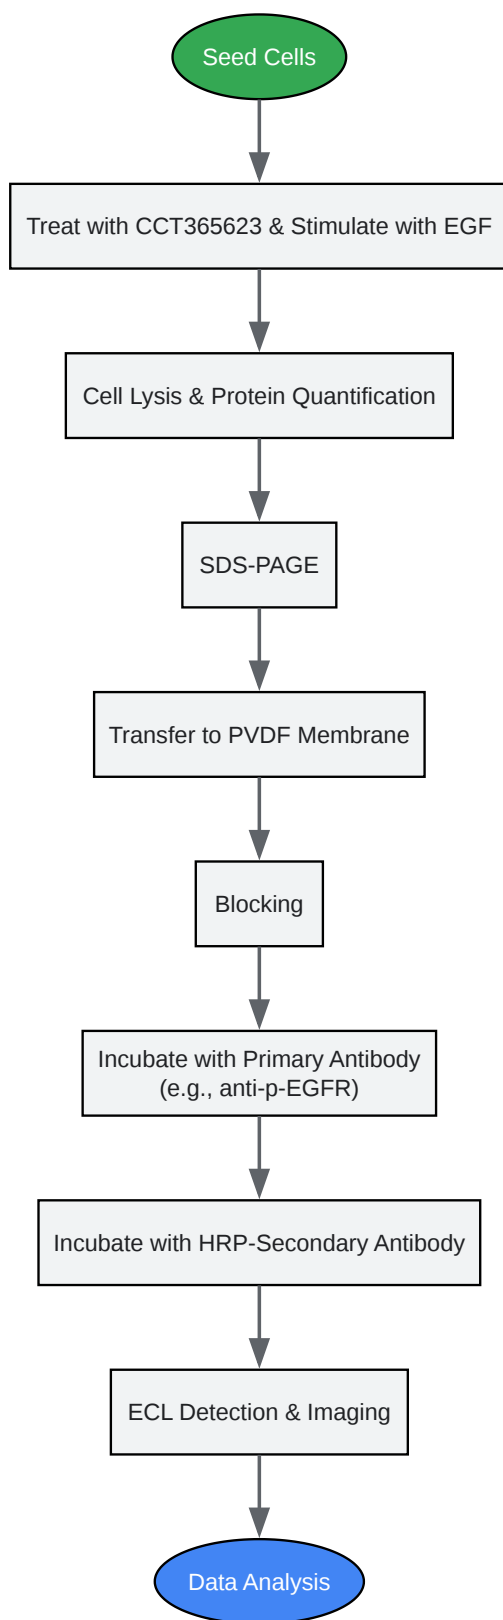 Seed Cells
Treat with CCT365623 & Stimulate with EGF
Cell Lysis & Protein Quantification
SDS-PAGE
Transfer to PVDF Membrane
Blocking
Incubate with Primary Antibody
(e.g., anti-p-EGFR)
Incubate with HRP-Secondary Antibody
ECL Detection & Imaging
Data Analysis